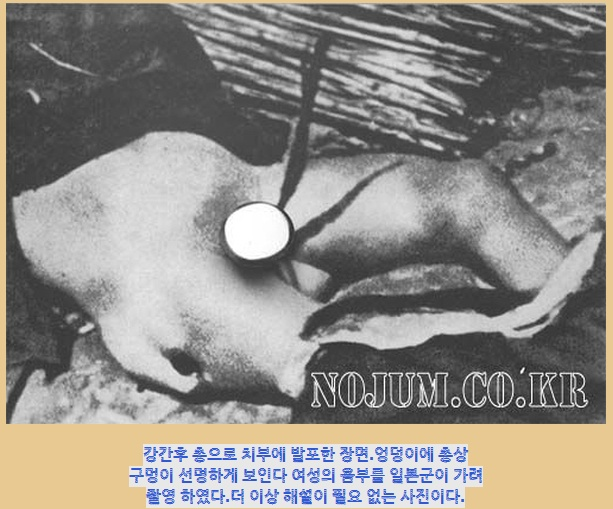 NOJUM.CO.KR
강간후 총으로 치부에 발포한 장면.엉덩이에 총상
구멍이 선명하게 보인다 여성의 음부를 일본군이 가려
촬영 하였다.더 이상 해설이 필요 없는 사진이다.